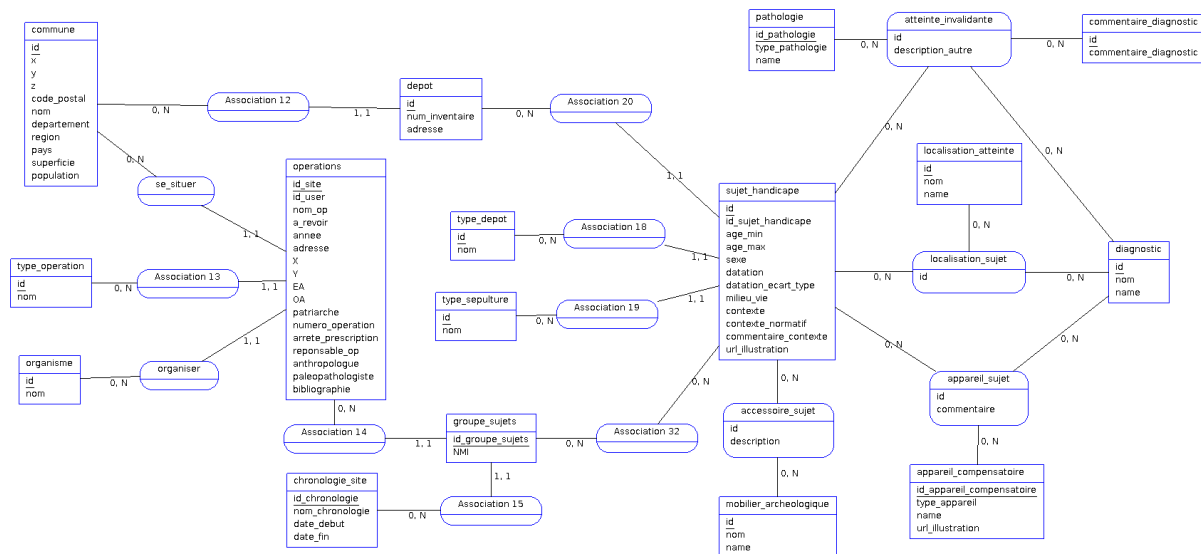 commune
id
x
y
z
code_postal
nom
departement
region
pays
superficie
population
0, N
Association 12
1, 1
depot
id
num_inventaire
adresse
0, N
Association 20
1, 1
pathologie
id_pathologie
type_pathologie
name
0, N
atteinte_invalidante
id
description_autre
0, N
commentaire_diagnostic
id
commentaire_diagnostic
0, N
0, N
0, N
se_situer
1, 1
operations
id_site
id_user
nom_op
a_revoir
annee
adresse
X
Y
EA
OA
patriarche
numero_operation
arrete_prescription
reponsable_op
anthropologue
paleopathologiste
bibliographie
type_operation
id
nom
0, N
Association 13
1, 1
organisme
id
nom
0, N
organiser
1, 1
type_depot
id
nom
0, N
Association 18
1, 1
type_sepulture
id
nom
0, N
Association 19
1, 1
sujet_handicape
id
id_sujet_handicape
age_min
age_max
sexe
datation
datation_ecart_type
milieu_vie
contexte
contexte_normatif
commentaire_contexte
url_illustration
localisation_atteinte
id
nom
name
0, N
0, N
localisation_sujet
id
0, N
diagnostic
id
nom
name
0, N
0, N
appareil_sujet
id
commentaire
0, N
appareil_compensatoire
id_appareil_compensatoire
type_appareil
name
url_illustration
0, N
accessoire_sujet
id
description
0, N
mobilier_archeologique
id
nom
name
0, N
Association 14
1, 1
groupe_sujets
id_groupe_sujets
NMI
0, N
Association 32
0, N
1, 1
chronologie_site
id_chronologie
nom_chronologie
date_debut
date_fin
0, N
Association 15